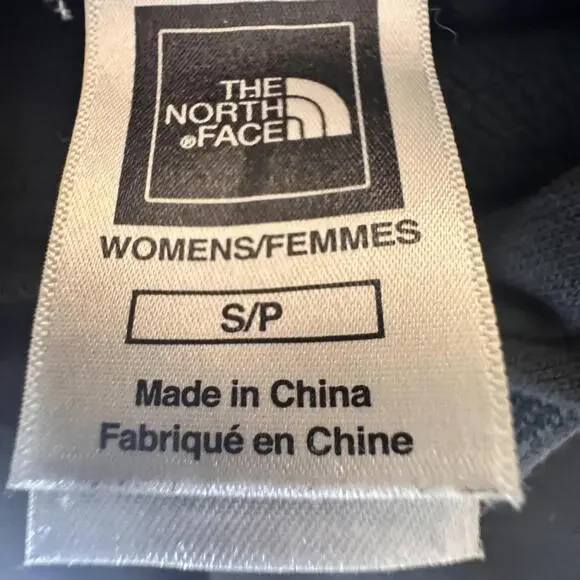 THE
NORTH
®FACE
WOMENS/FEMMES
S/P
Made in China
Fabriqué en Chine